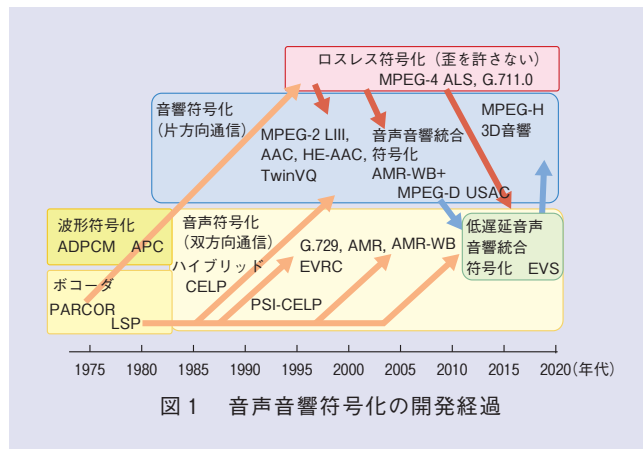 ロスレス符号化（歪を許さない）
MPEG-4 ALS, G.711.0
音響符号化
（片方向通信）
MPEG-2 LIII,
AAC, HE-AAC,
TwinVQ
音声音響統合
符号化
AMR-WB+
MPEG-D USAC
MPEG-H
3D音響
波形符号化
ADPCM APC
音声符号化
（双方向通信）
ハイブリッド
CELP
G.729, AMR, AMR-WB
EVRC
PSI-CELP
低遅延音声
音響統合
符号化 EVS
ボコーダ
PARCOR
LSP
1975 1980 1985 1990 1995 2000 2005 2010 2015 2020(年代)
図1 音声音響符号化の開発経過